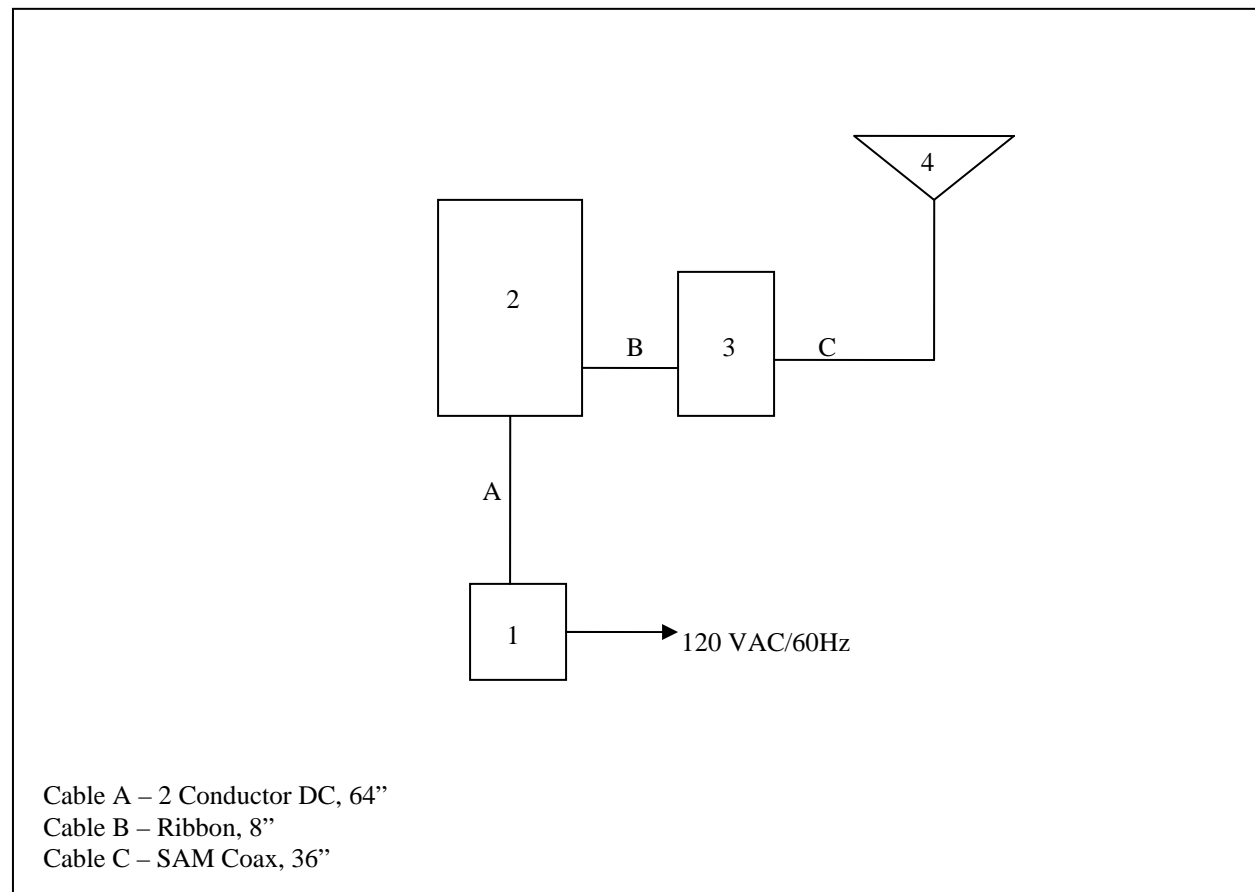 4
2
B
3
C
A
1
120 VAC/60Hz
Cable A – 2 Conductor DC, 64”
Cable B – Ribbon, 8”
Cable C – SAM Coax, 36”